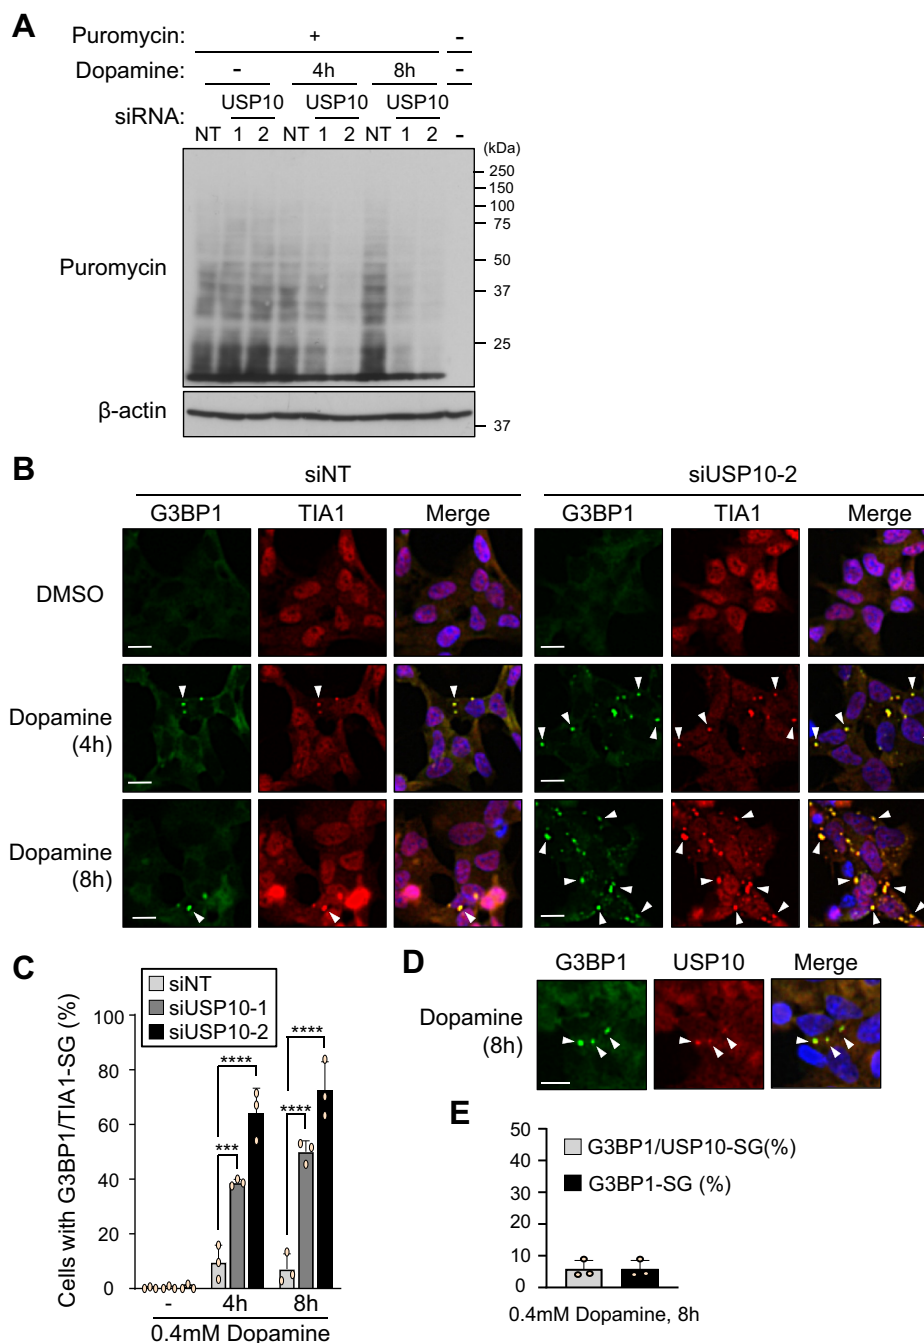 A
Puromycin: + -
Dopamine: - 4h 8h -
USP10 USP10 USP10
siRNA: NT 1 2 NT 1 2 NT 1 2 -
(kDa)
250
150
100
75
Puromycin
50
37
25
β-actin
37
B
siNT siUSP10-2
G3BP1 TIA1 Merge G3BP1 TIA1 Merge
DMSO
Dopamine
(4h)
Dopamine
(8h)
C
siNT
siUSP10-1
siUSP10-2
Cells with G3BP1/TIA1-SG (%)
100
80
60
40
20
0
*** **** **** ****
- 4h 8h
0.4mM Dopamine
D
G3BP1 USP10 Merge
Dopamine
(8h)
E
50
40
30
20
10
0
G3BP1/USP10-SG(%)
G3BP1-SG (%)
0.4mM Dopamine, 8h